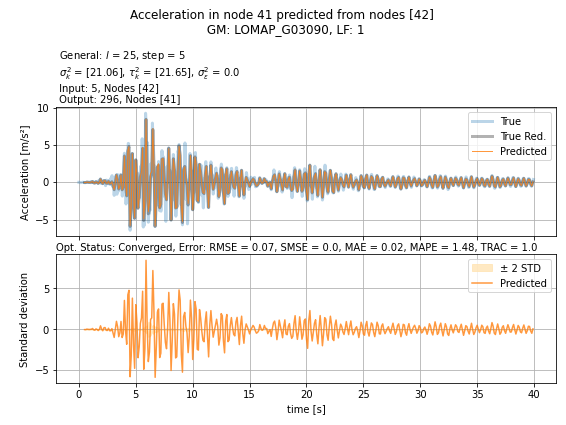 Acceleration in node 41 predicted from nodes [42]
GM: LOMAP_G03090, LF: 1
General: l = 25, step = 5
σ²ₖ = [21.06], τ²ₖ = [21.65], σ²ε = 0.0
Input: 5, Nodes [42]
Output: 296, Nodes [41]
Acceleration [m/s²]
10
5
0
−5
True
True Red.
Predicted
Opt. Status: Converged, Error: RMSE = 0.07, SMSE = 0.0, MAE = 0.02, MAPE = 1.48, TRAC = 1.0
Standard deviation
5
0
−5
± 2 STD
Predicted
0 5 10 15 20 25 30 35 40
time [s]